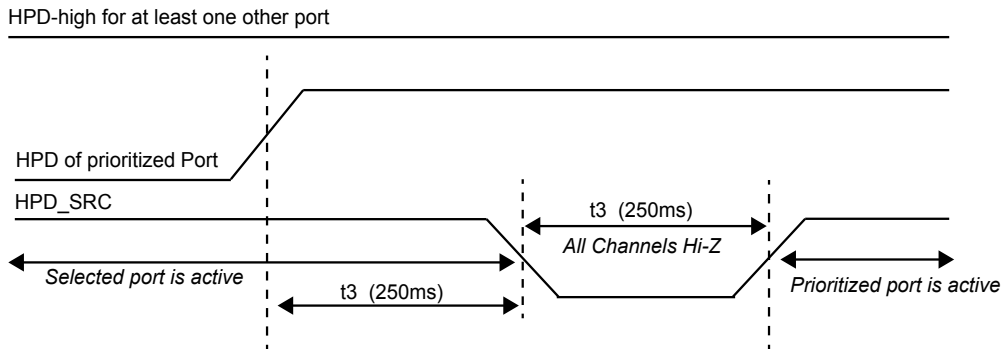 HPD-high for at least one other port
HPD of prioritized Port
HPD_SRC
t3 (250ms)
All Channels Hi-Z
Selected port is active
t3 (250ms)
Prioritized port is active